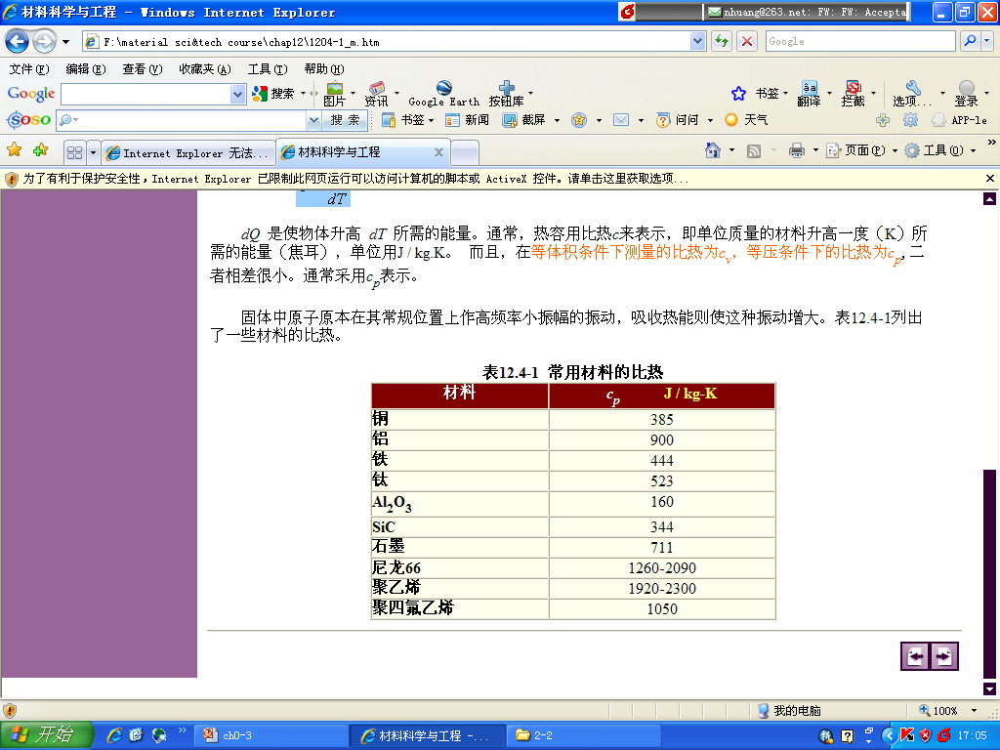 材料科学与工程 - Windows Internet Explorer
nhuang@263.net: FW: FW: Accepta
F:\material sci&tech course\chap12\1204-1_m.htm
Google
文件(F) 编辑(E) 查看(V) 收藏夹(A) 工具(T) 帮助(H)
Google 搜索 图片 资讯 Google Earth 按钮库 书签 翻译 拦截 选项... 登录
soso 搜 索 书签 新闻 截屏 问问 天气 APP-le
Internet Explorer 无法... 材料科学与工程 页面(P) 工具(O)
为了有利于保护安全性,Internet Explorer 已限制此网页运行可以访问计算机的脚本或 ActiveX 控件。请单击这里获取选项...
dT
dQ 是使物体升高 dT 所需的能量。通常，热容用比热c来表示，即单位质量的材料升高一度（K）所
需的能量（焦耳），单位用J / kg.K。 而且，在等体积条件下测量的比热为cv，等压条件下的比热为cp,二
者相差很小。通常采用cp表示。
固体中原子原本在其常规位置上作高频率小振幅的振动，吸收热能则使这种振动增大。表12.4-1列出
了一些材料的比热。
表12.4-1 常用材料的比热
材料 cp J / kg-K
铜 385
铝 900
铁 444
钛 523
Al2O3 160
SiC 344
石墨 711
尼龙66 1260-2090
聚乙烯 1920-2300
聚四氟乙烯 1050
我的电脑 100%
开始 ch0-3 材料科学与工程 -... 2-2 17:05